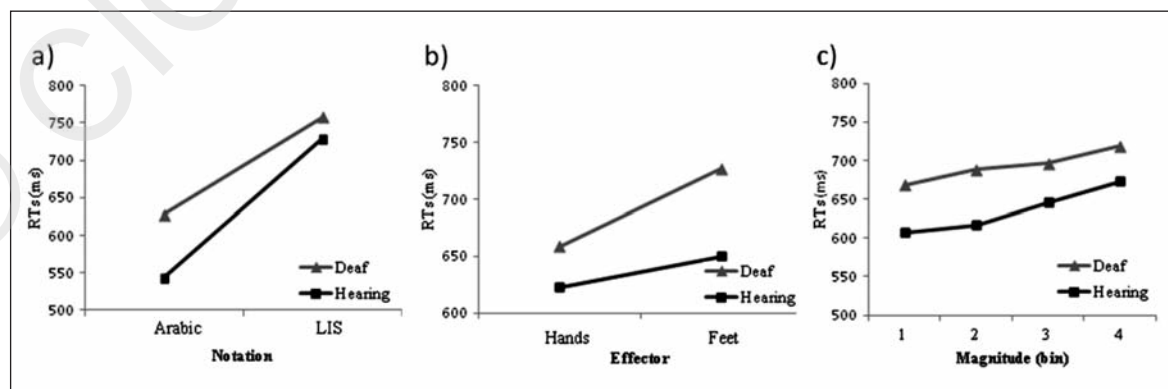 a)
800
750
700
650
600
550
500
RTs (ms)
Deaf
Hearing
Arabic
LIS
Notation
b)
800
750
700
650
600
RTs (ms)
Deaf
Hearing
Hands
Feet
Effector
c)
800
750
700
650
600
550
500
RTs (ms)
Deaf
Hearing
1 2 3 4
Magnitude (bin)